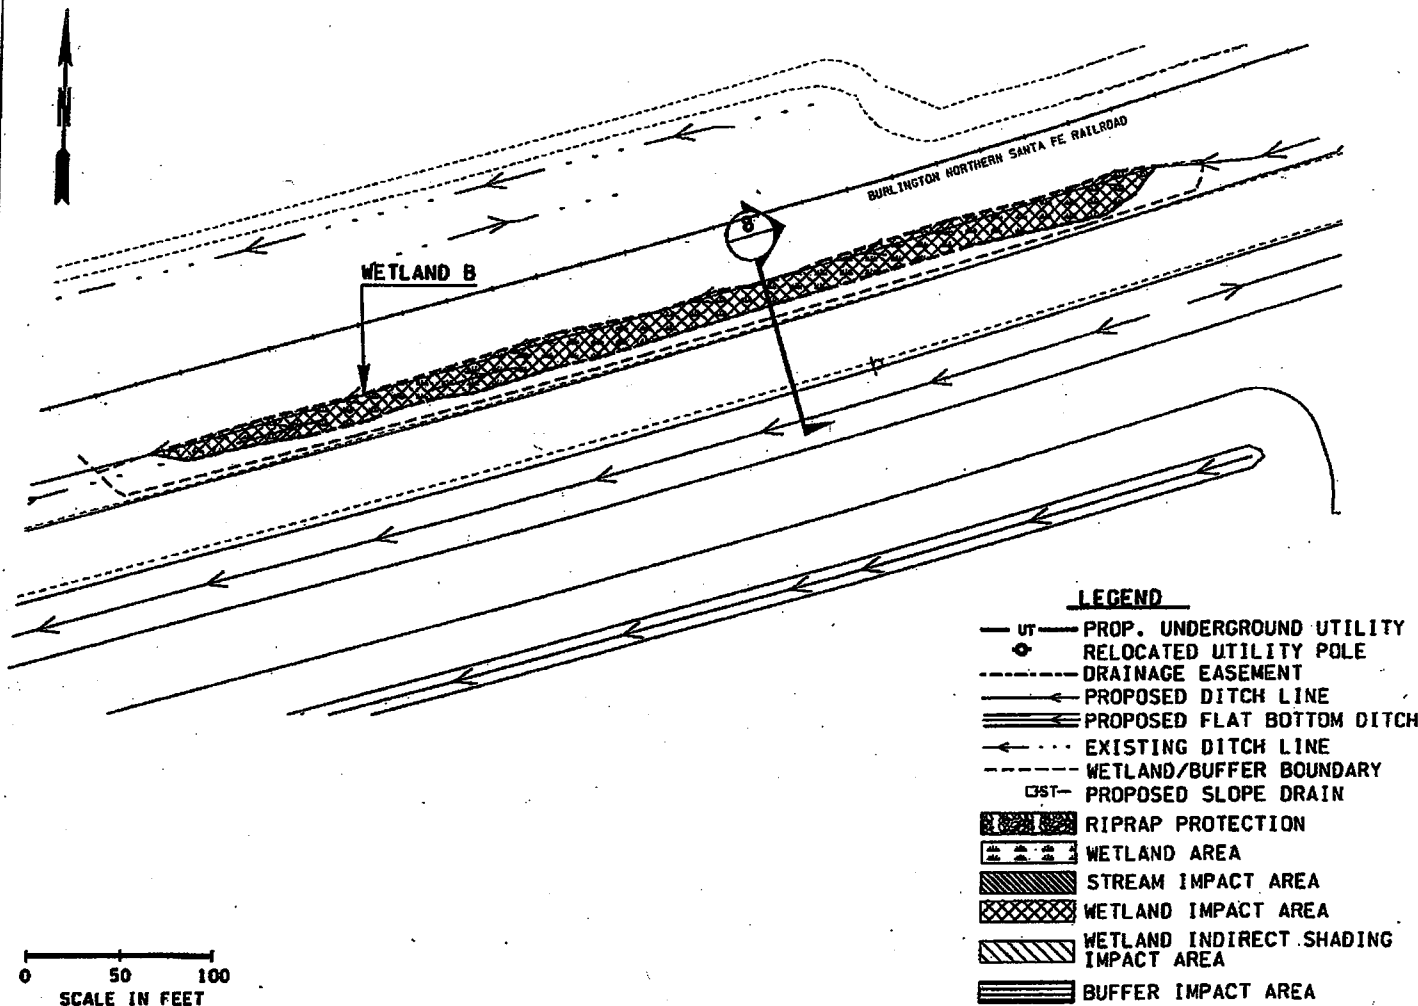 N
BURLINGTON NORTHERN SANTA FE RAILROAD
8
WETLAND B
LEGEND
UT PROP. UNDERGROUND UTILITY
RELOCATED UTILITY POLE
DRAINAGE EASEMENT
PROPOSED DITCH LINE
PROPOSED FLAT BOTTOM DITCH
EXISTING DITCH LINE
WETLAND/BUFFER BOUNDARY
ST PROPOSED SLOPE DRAIN
RIPRAP PROTECTION
WETLAND AREA
STREAM IMPACT AREA
WETLAND IMPACT AREA
WETLAND INDIRECT SHADING
IMPACT AREA
BUFFER IMPACT AREA
0 50 100
SCALE IN FEET